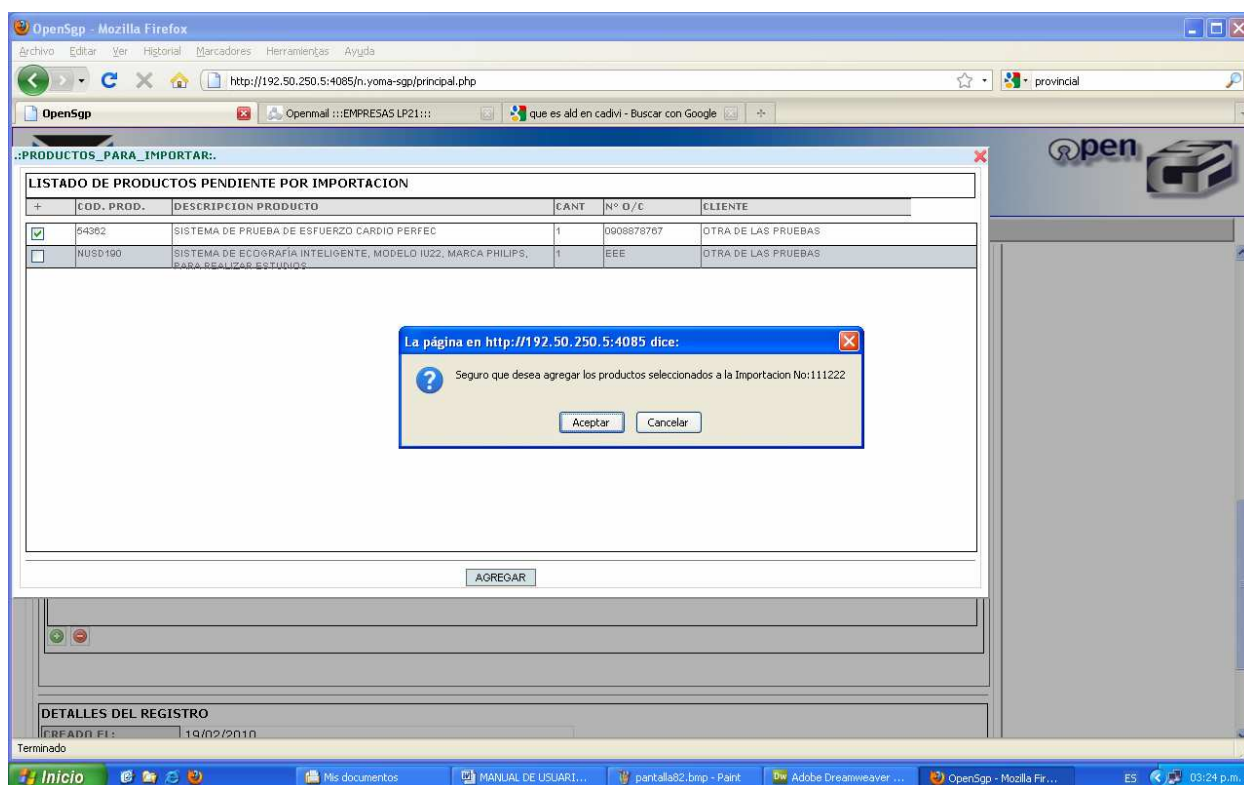 OpenSgp - Mozilla Firefox
Archivo Editar Ver Historial Marcadores Herramientas Ayuda
http://192.50.250.5:4085/n.yoma-sgp/principal.php provincial
OpenSgp Openmail :::EMPRESAS LP21::: que es ald en cadivi - Buscar con Google
.:PRODUCTOS_PARA_IMPORTAR:.
Open
LISTADO DE PRODUCTOS PENDIENTE POR IMPORTACION
+ COD. PROD. DESCRIPCION PRODUCTO CANT Nº O/C CLIENTE
54362 SISTEMA DE PRUEBA DE ESFUERZO CARDIO PERFEC 1 0908878767 OTRA DE LAS PRUEBAS
NUSD190 SISTEMA DE ECOGRAFÍA INTELIGENTE, MODELO IU22, MARCA PHILIPS, 1 EEE OTRA DE LAS PRUEBAS
PARA REALIZAR ESTUDIOS
La página en http://192.50.250.5:4085 dice:
Seguro que desea agregar los productos seleccionados a la Importacion No:111222
Aceptar Cancelar
AGREGAR
DETALLES DEL REGISTRO
CREADO EL: 19/02/2010
Terminado
Inicio Mis documentos MANUAL DE USUARI... pantalla82.bmp - Paint Adobe Dreamweaver ... OpenSgp - Mozilla Fir... ES 03:24 p.m.